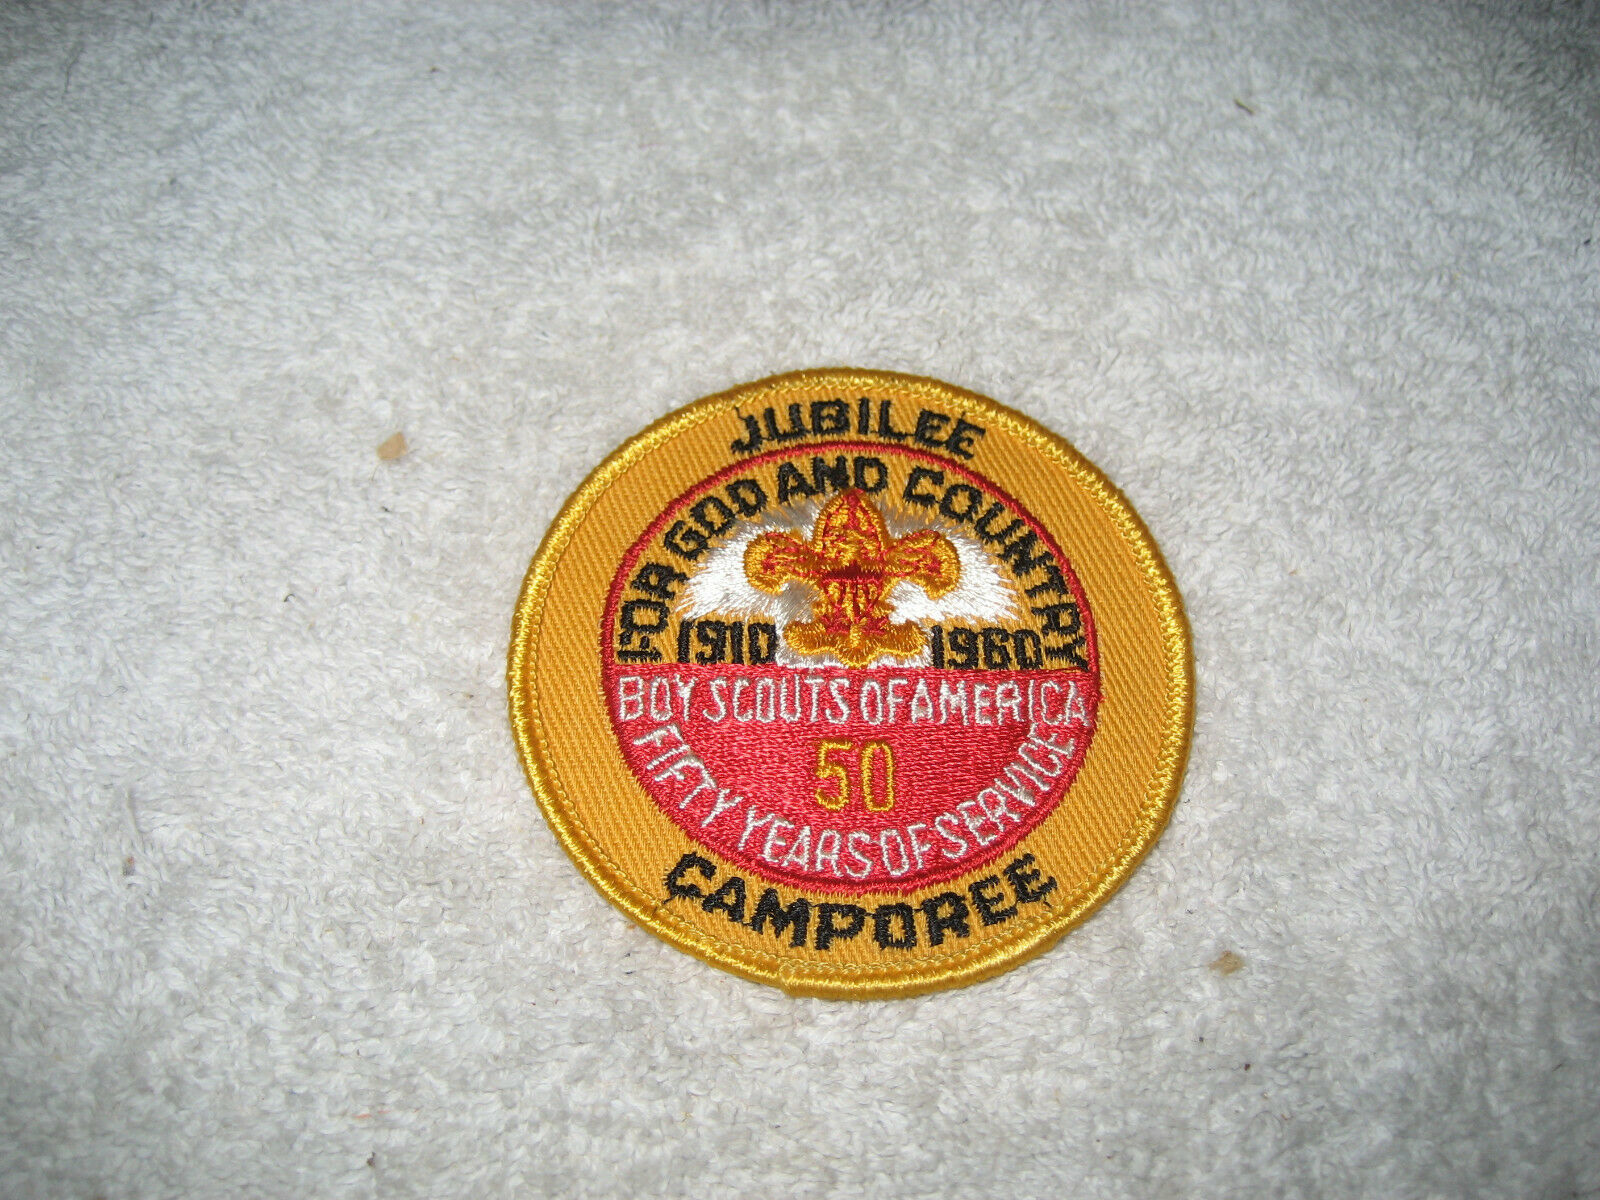 JUBILEE
FOR GOD AND COUNTRY
1910 1960
BOY SCOUTS OF AMERICA
50
FIFTY YEARS OF SERVICE
CAMPOREE